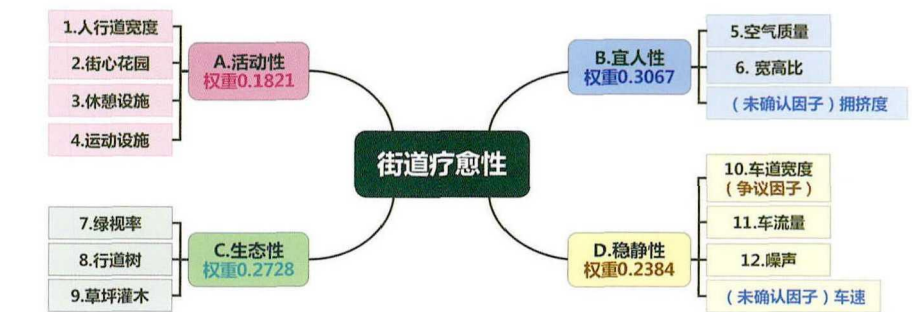 1.人行道宽度
2.街心花园
3.休憩设施
4.运动设施
A.活动性
权重0.1821
B.宜人性
权重0.3067
5.空气质量
6. 宽高比
（未确认因子）拥挤度
街道疗愈性
7.绿视率
8.行道树
9.草坪灌木
C.生态性
权重0.2728
D.稳静性
权重0.2384
10.车道宽度
（争议因子）
11.车流量
12.噪声
（未确认因子）车速